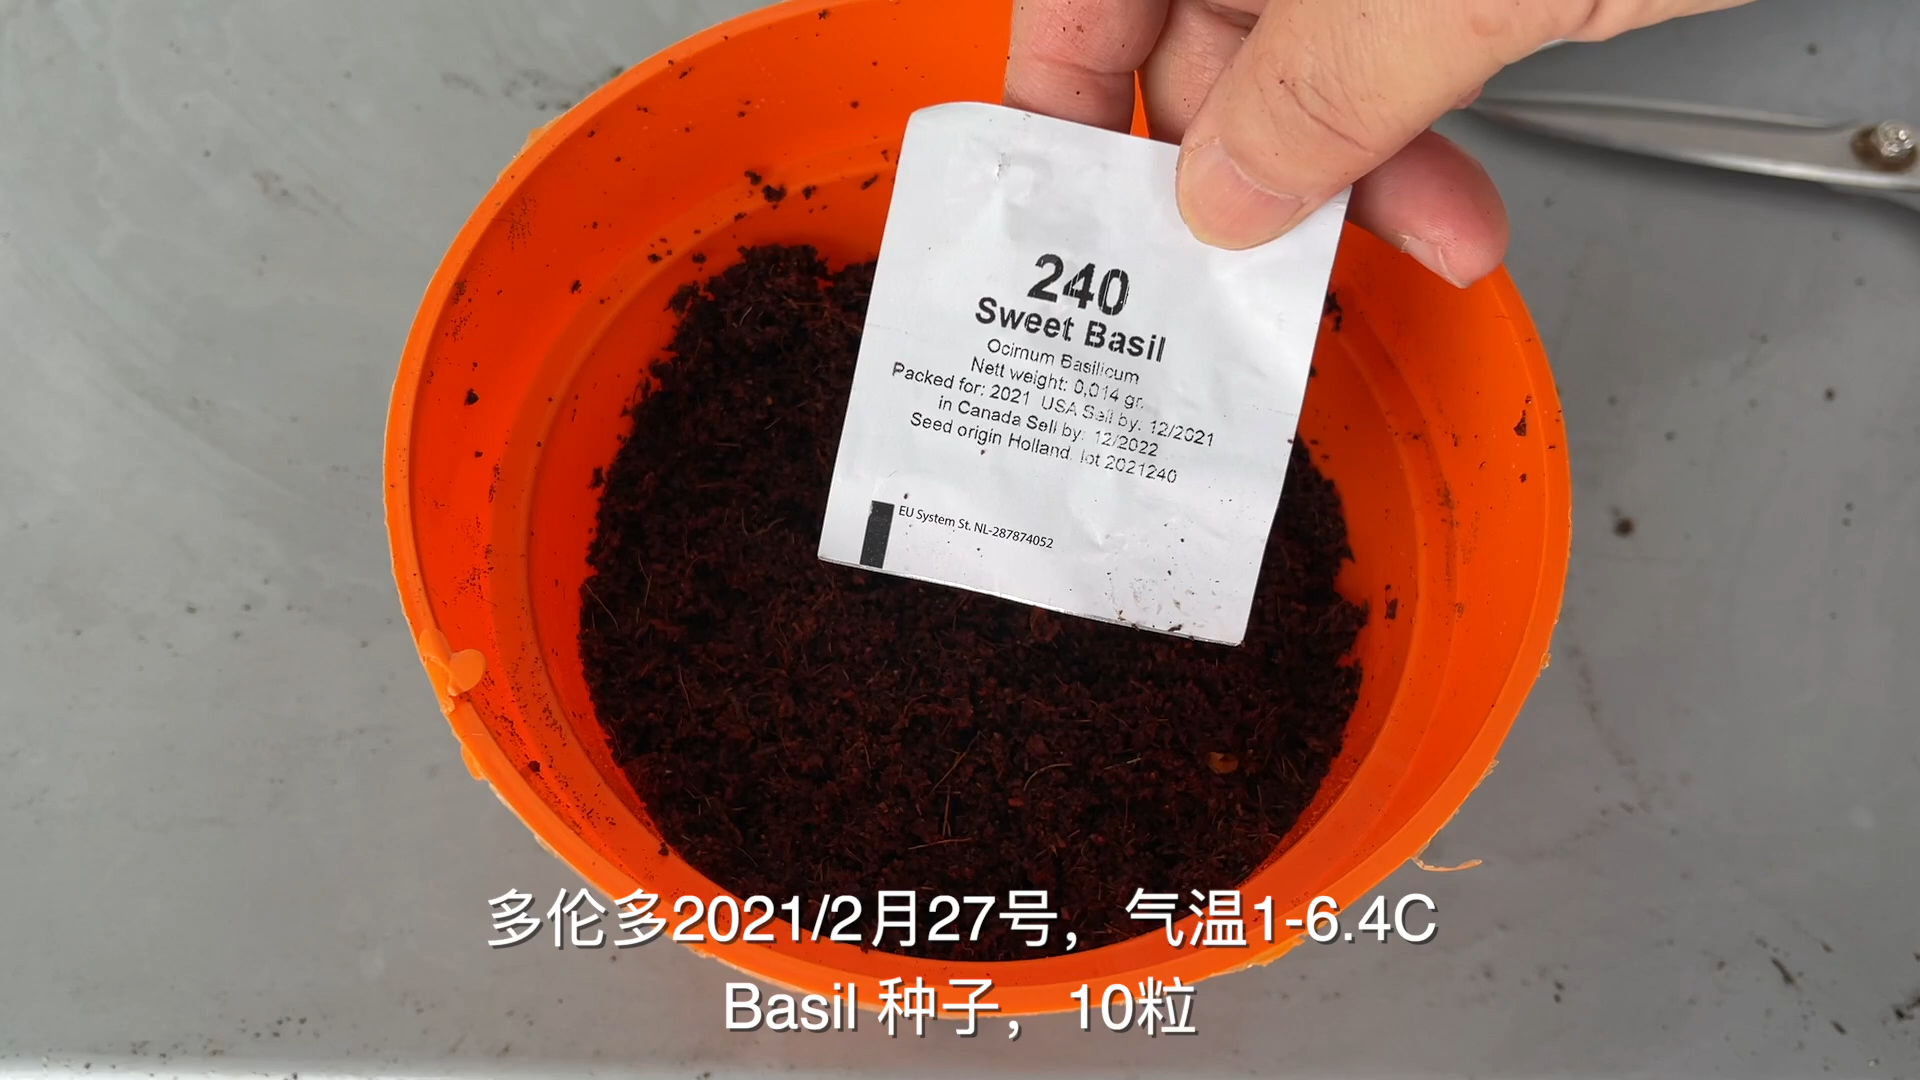 240
Sweet Basil
Ocimum Basilicum
Nett weight: 0,014 gr.
Packed for: 2021 USA Sell by: 12/2021
in Canada Sell by: 12/2022
Seed origin Holland. lot 2021240
EU System St. NL-287874052
多伦多2021/2月27号，气温1-6.4C
Basil 种子，10粒